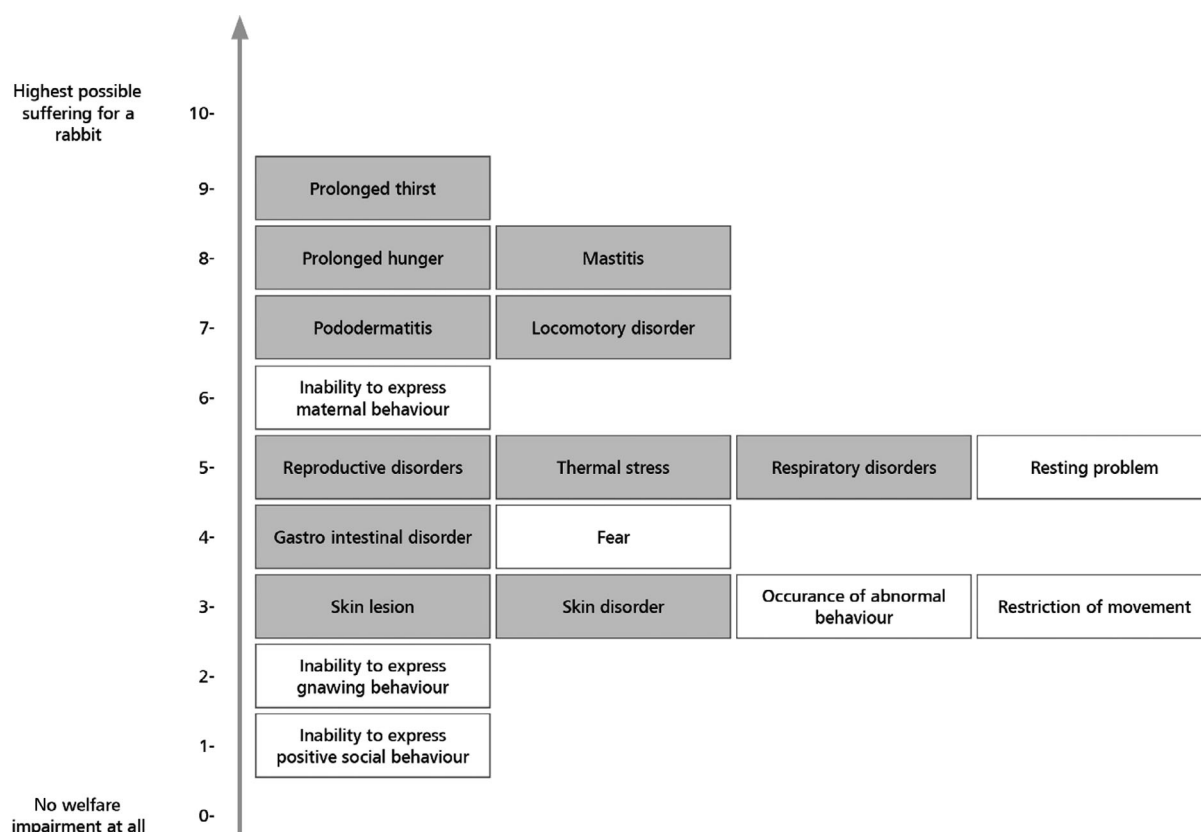 Highest possible
suffering for a
rabbit
10-
9-
Prolonged thirst
8-
Prolonged hunger
Mastitis
7-
Pododermatitis
Locomotory disorder
6-
Inability to express
maternal behaviour
5-
Reproductive disorders
Thermal stress
Respiratory disorders
Resting problem
4-
Gastro intestinal disorder
Fear
3-
Skin lesion
Skin disorder
Occurance of abnormal
behaviour
Restriction of movement
2-
Inability to express
gnawing behaviour
1-
Inability to express
positive social behaviour
No welfare
impairment at all
0-